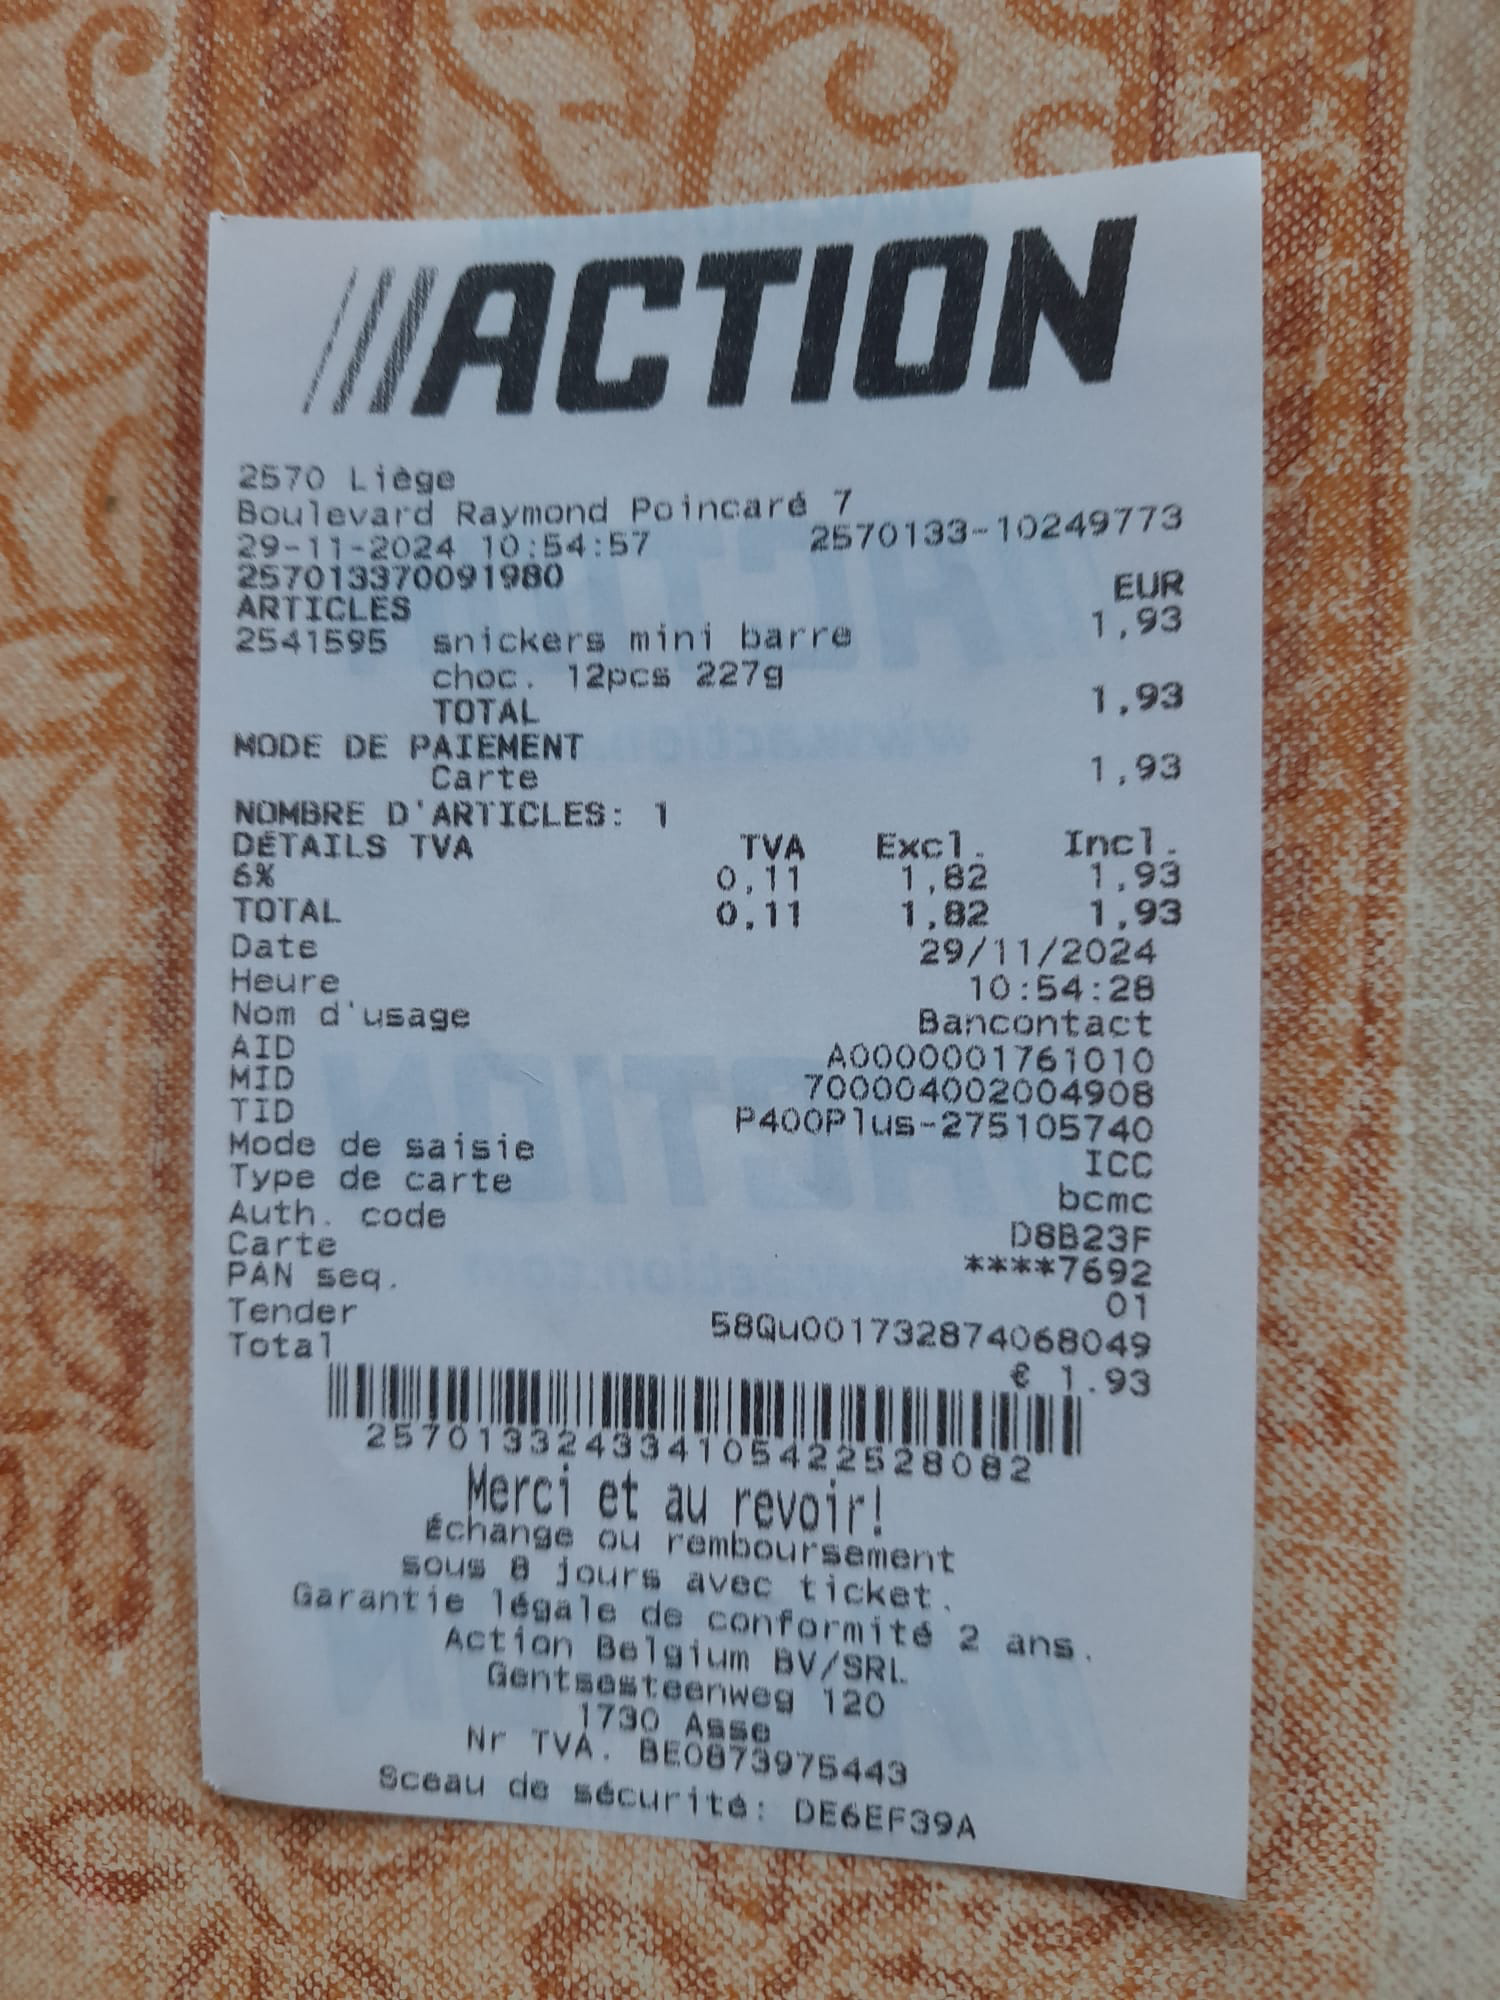 ACTION
2570 Liège
Boulevard Raymond Poincaré 7
29-11-2024 10:54:57 2570133-10249773
257013370091980
EUR
ARTICLES
2541595 snickers mini barre 1,93
choc. 12pcs 227g
TOTAL 1,93
MODE DE PAIEMENT
Carte 1,93
NOMBRE D'ARTICLES: 1
DÉTAILS TVA TVA Excl. Incl.
6% 0,11 1,82 1,93
TOTAL 0,11 1,82 1,93
Date 29/11/2024
Heure 10:54:28
Nom d'usage Bancontact
AID A0000001761010
MID 700004002004908
TID P400Plus-275105740
Mode de saisie ICC
Type de carte bcmc
Auth. code D8B23F
Carte ****7692
PAN seq. 01
Tender 58Qu001732874068049
Total € 1.93
257013324334105422528082
Merci et au revoir!
Échange ou remboursement
sous 8 jours avec ticket.
Garantie légale de conformité 2 ans.
Action Belgium BV/SRL
Gentsesteenweg 120
1730 Asse
Nr TVA. BE0873975443
Sceau de sécurité: DE6EF39A